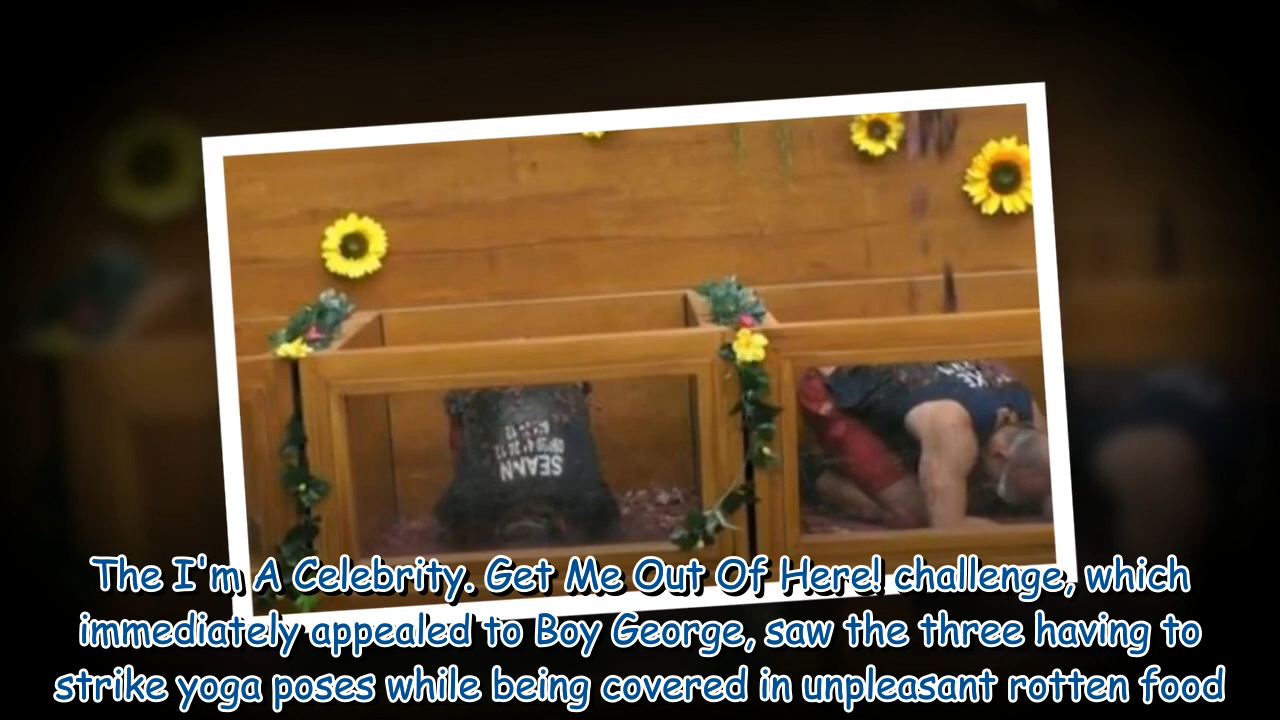 SEANN
The I'm A Celebrity. Get Me Out Of Here! challenge, which
immediately appealed to Boy George, saw the three having to
strike yoga poses while being covered in unpleasant rotten food